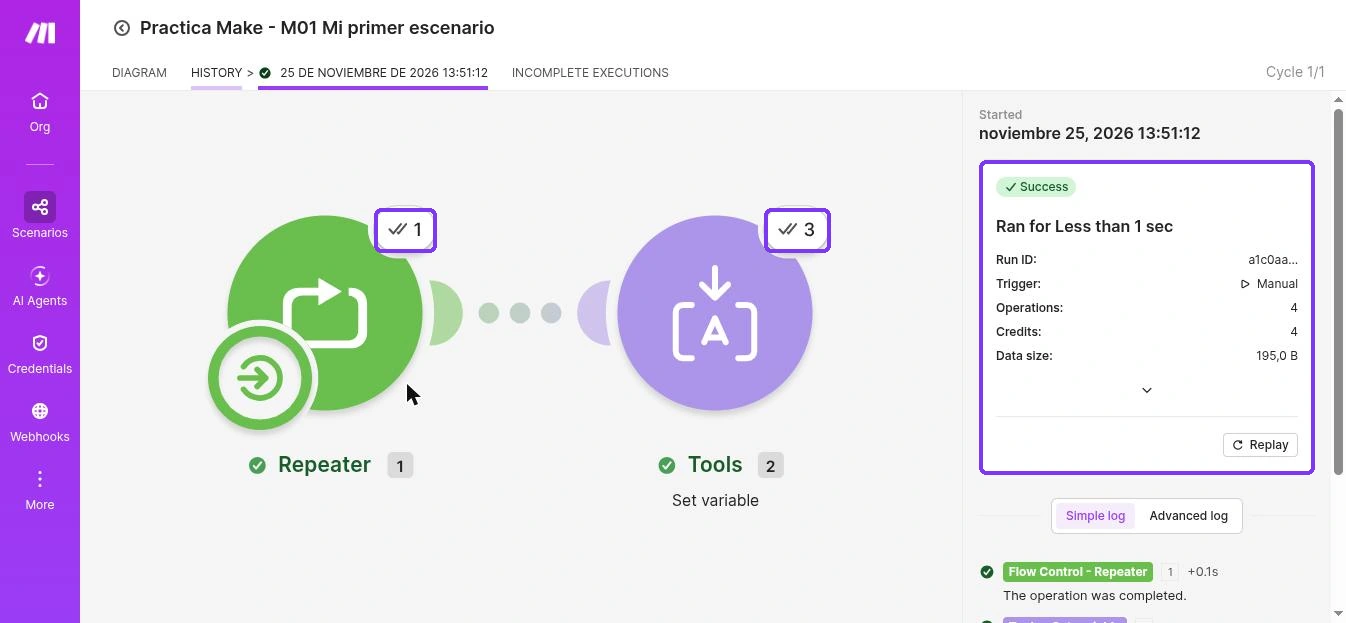 Practica Make - M01 Mi primer escenario
DIAGRAM HISTORY > 25 DE NOVIEMBRE DE 2026 13:51:12 INCOMPLETE EXECUTIONS Cycle 1/1
Org
Scenarios
AI Agents
Credentials
Webhooks
More
1
3
Repeater 1
Tools 2
Set variable
Started
noviembre 25, 2026 13:51:12
Success
Ran for Less than 1 sec
Run ID: a1c0aa...
Trigger: Manual
Operations: 4
Credits: 4
Data size: 195,0 B
Replay
Simple log Advanced log
Flow Control - Repeater 1 +0.1s
The operation was completed.